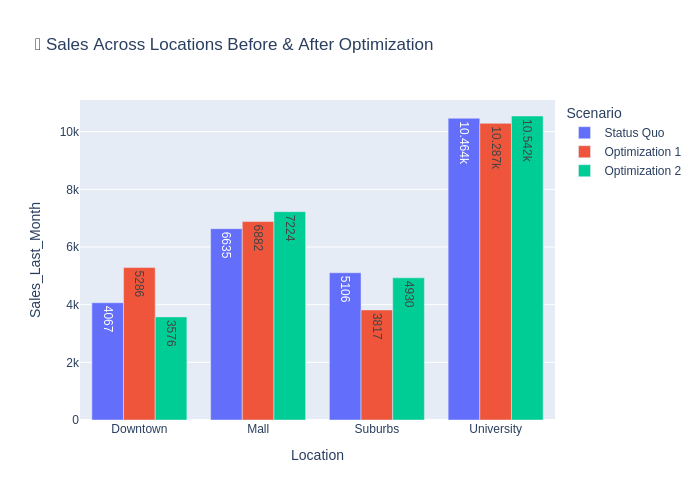 Sales Across Locations Before & After Optimization
Scenario
Status Quo
Optimization 1
Optimization 2
Sales_Last_Month
10k
8k
6k
4k
2k
0
4067
5286
3576
6635
6882
7224
5106
3817
4930
10.464k
10.287k
10.542k
Downtown
Mall
Suburbs
University
Location